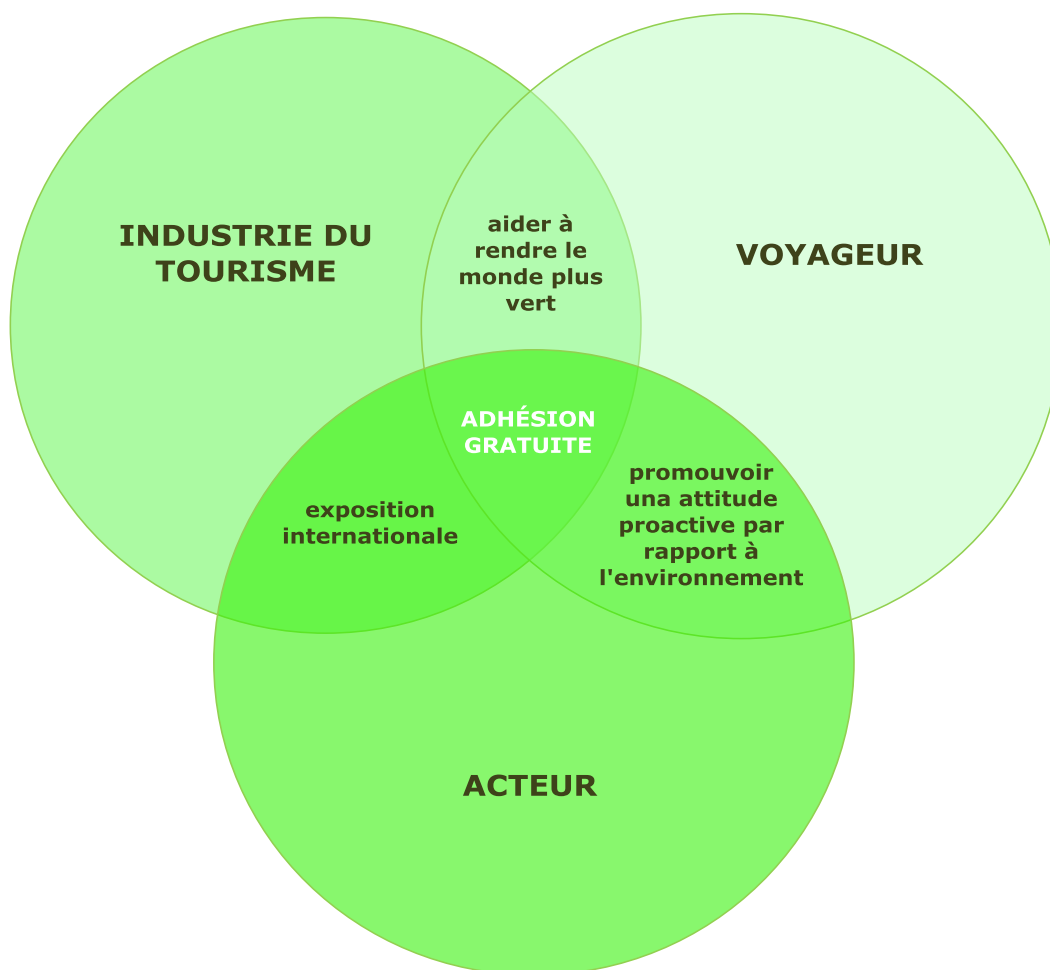 INDUSTRIE DU
TOURISME
aider à
rendre le
monde plus
vert
VOYAGEUR
ADHÉSION
GRATUITE
exposition
internationale
promouvoir
una attitude
proactive par
rapport à
l'environnement
ACTEUR